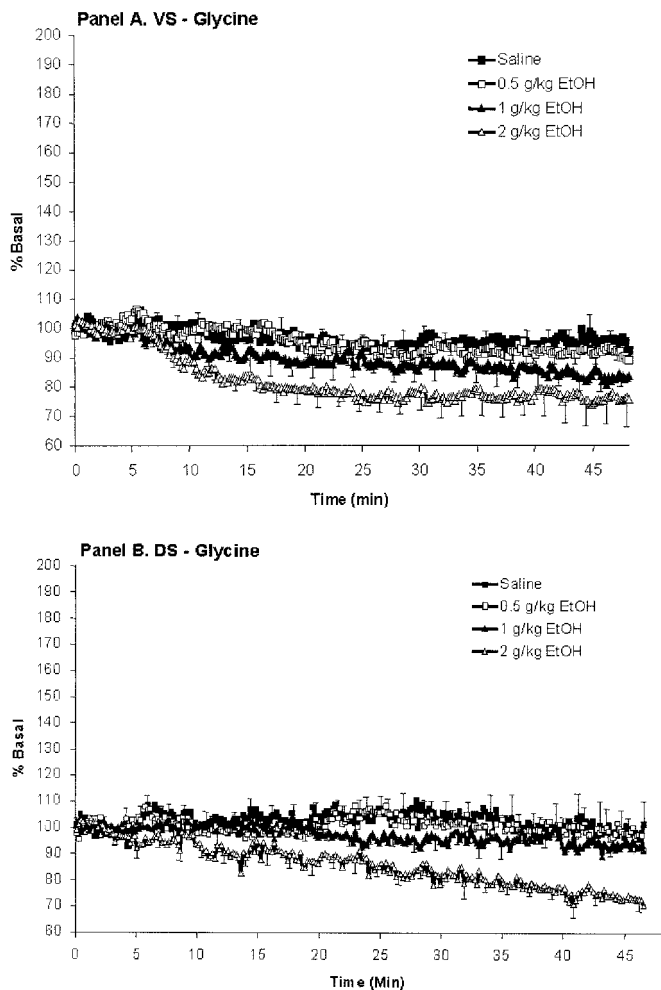 Panel A. VS - Glycine
200
190
180
170
160
150
140
130
120
110
100
90
80
70
60
% Basal
Saline
0.5 g/kg EtOH
1 g/kg EtOH
2 g/kg EtOH
0 5 10 15 20 25 30 35 40 45
Time (min)
Panel B. DS - Glycine
200
190
180
170
160
150
140
130
120
110
100
90
80
70
60
% Basal
Saline
0.5 g/kg EtOH
1 g/kg EtOH
2 g/kg EtOH
0 5 10 15 20 25 30 35 40 45
Time (Min)